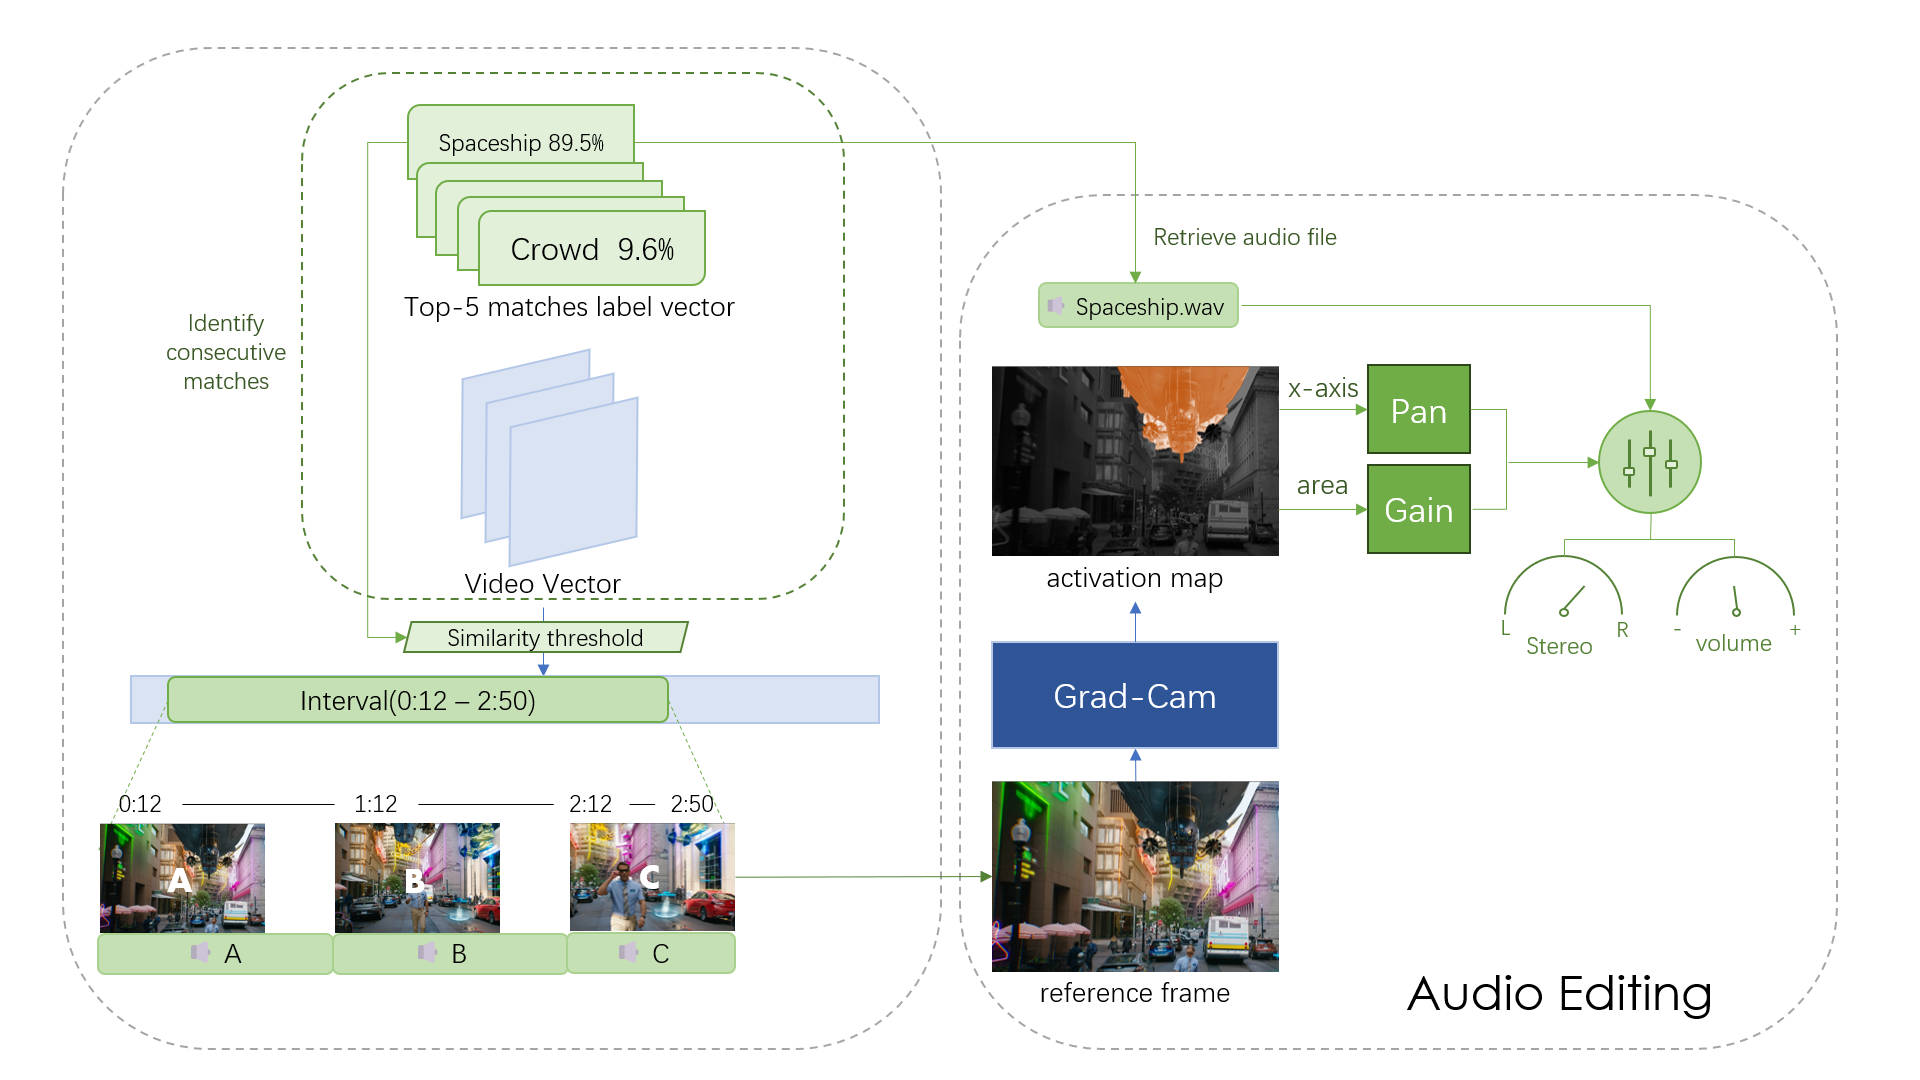 Spaceship 89.5%
Crowd 9.6%
Top-5 matches label vector
Identify
consecutive
matches
Video Vector
Similarity threshold
Interval(0:12 – 2:50)
0:12
1:12
2:12
2:50
A
B
C
A
B
C
Retrieve audio file
Spaceship.wav
x-axis
Pan
area
Gain
activation map
L
R
Stereo
-
+
volume
Grad-Cam
reference frame
Audio Editing